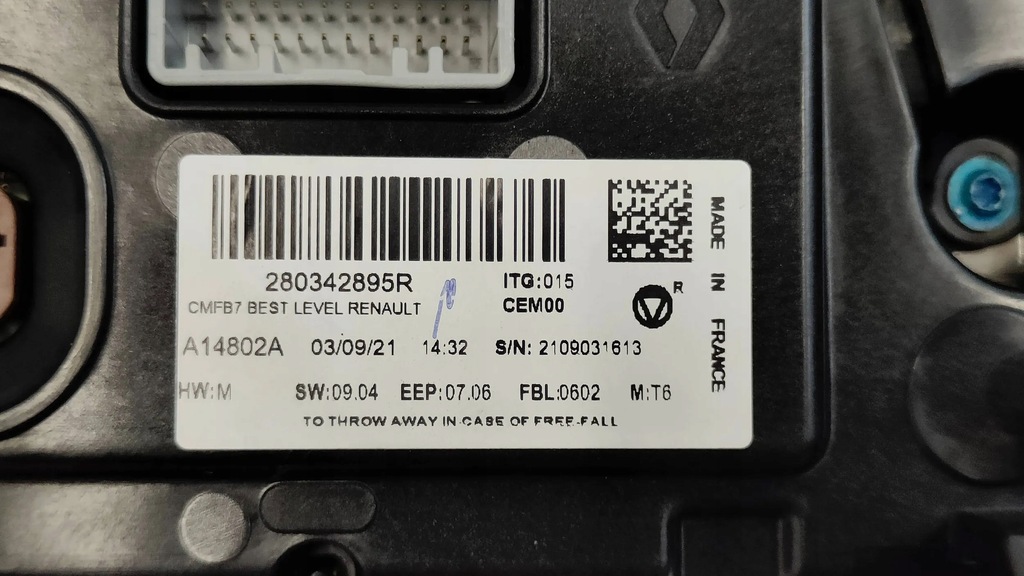 280342895R ITG:015
CMFB7 BEST LEVEL RENAULT CEM00
R
A14802A 03/09/21 14:32 S/N: 2109031613
HW:M SW:09.04 EEP:07.06 FBL:0602 M:T6
TO THROW AWAY IN CASE OF FREE-FALL
MADE IN FRANCE